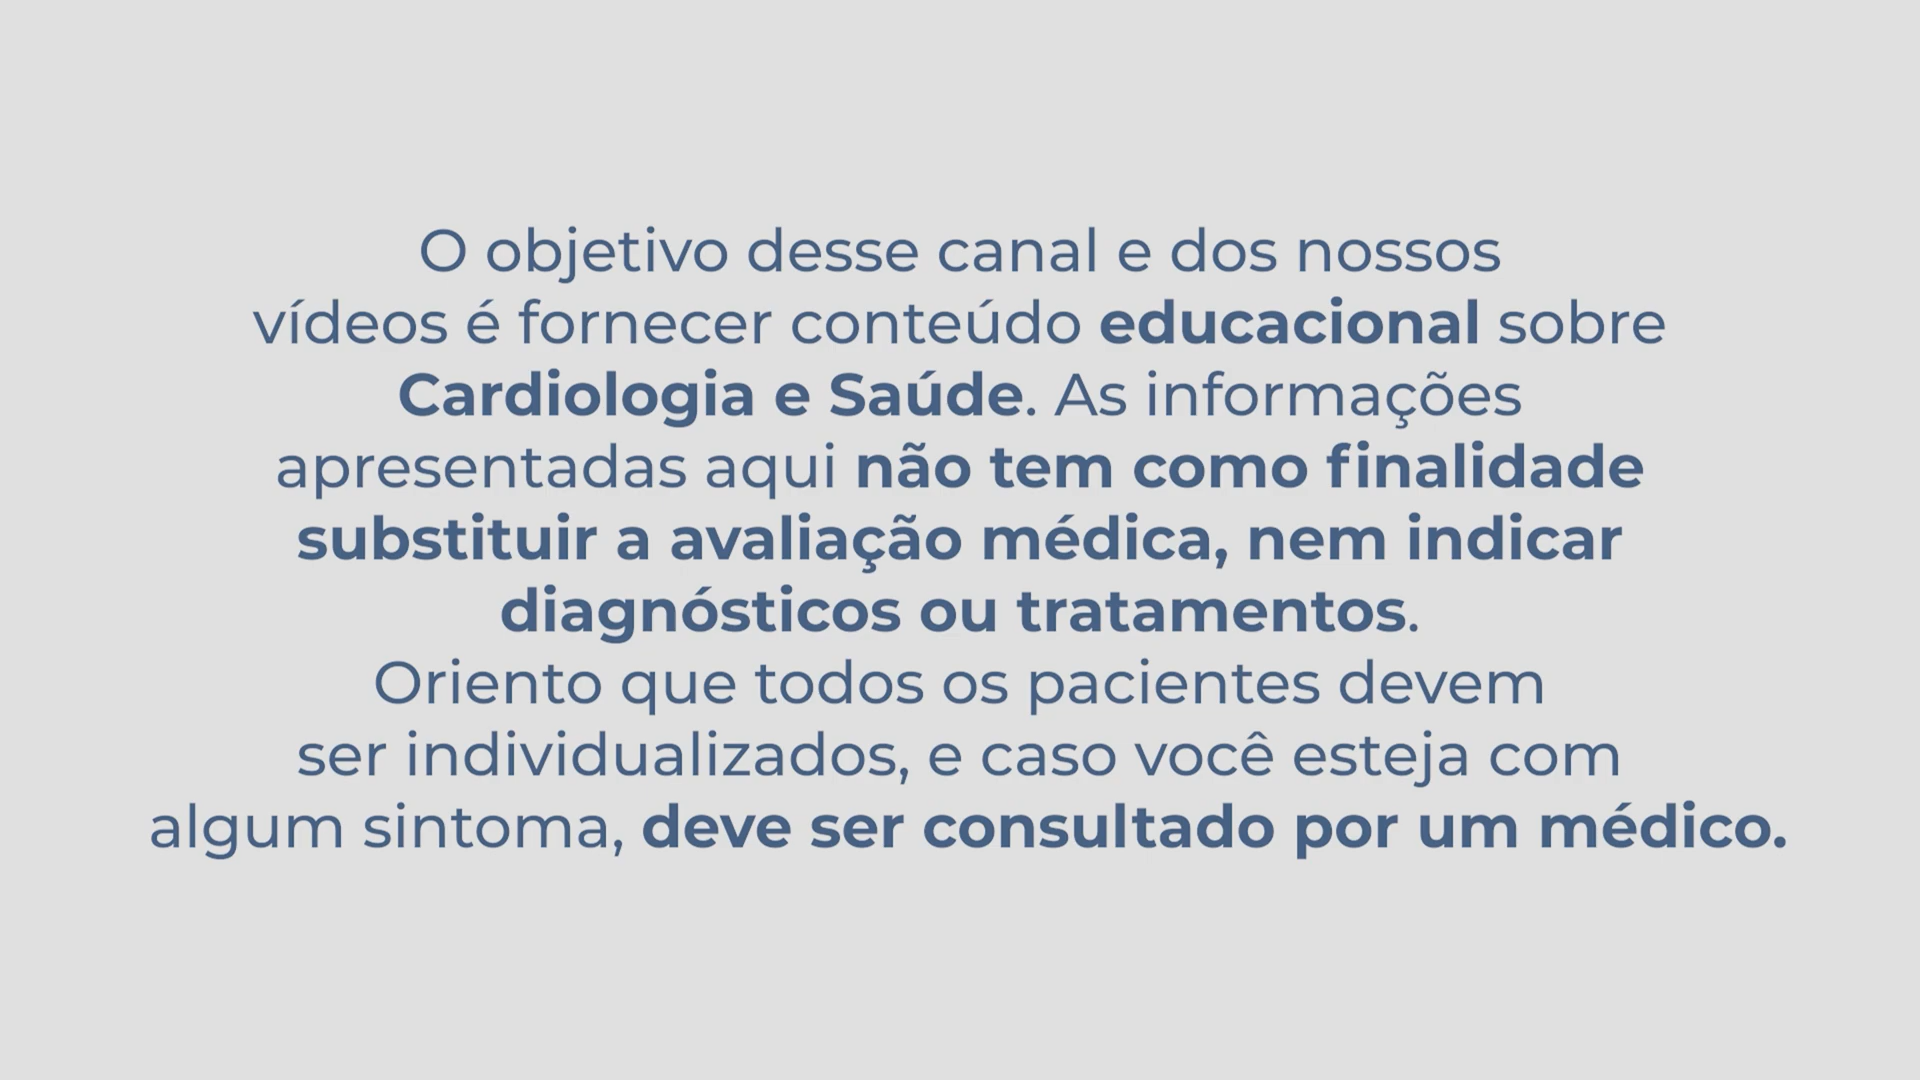 O objetivo desse canal e dos nossos
vídeos é fornecer conteúdo educacional sobre
Cardiologia e Saúde. As informações
apresentadas aqui não tem como finalidade
substituir a avaliação médica, nem indicar
diagnósticos ou tratamentos.
Oriento que todos os pacientes devem
ser individualizados, e caso você esteja com
algum sintoma, deve ser consultado por um médico.